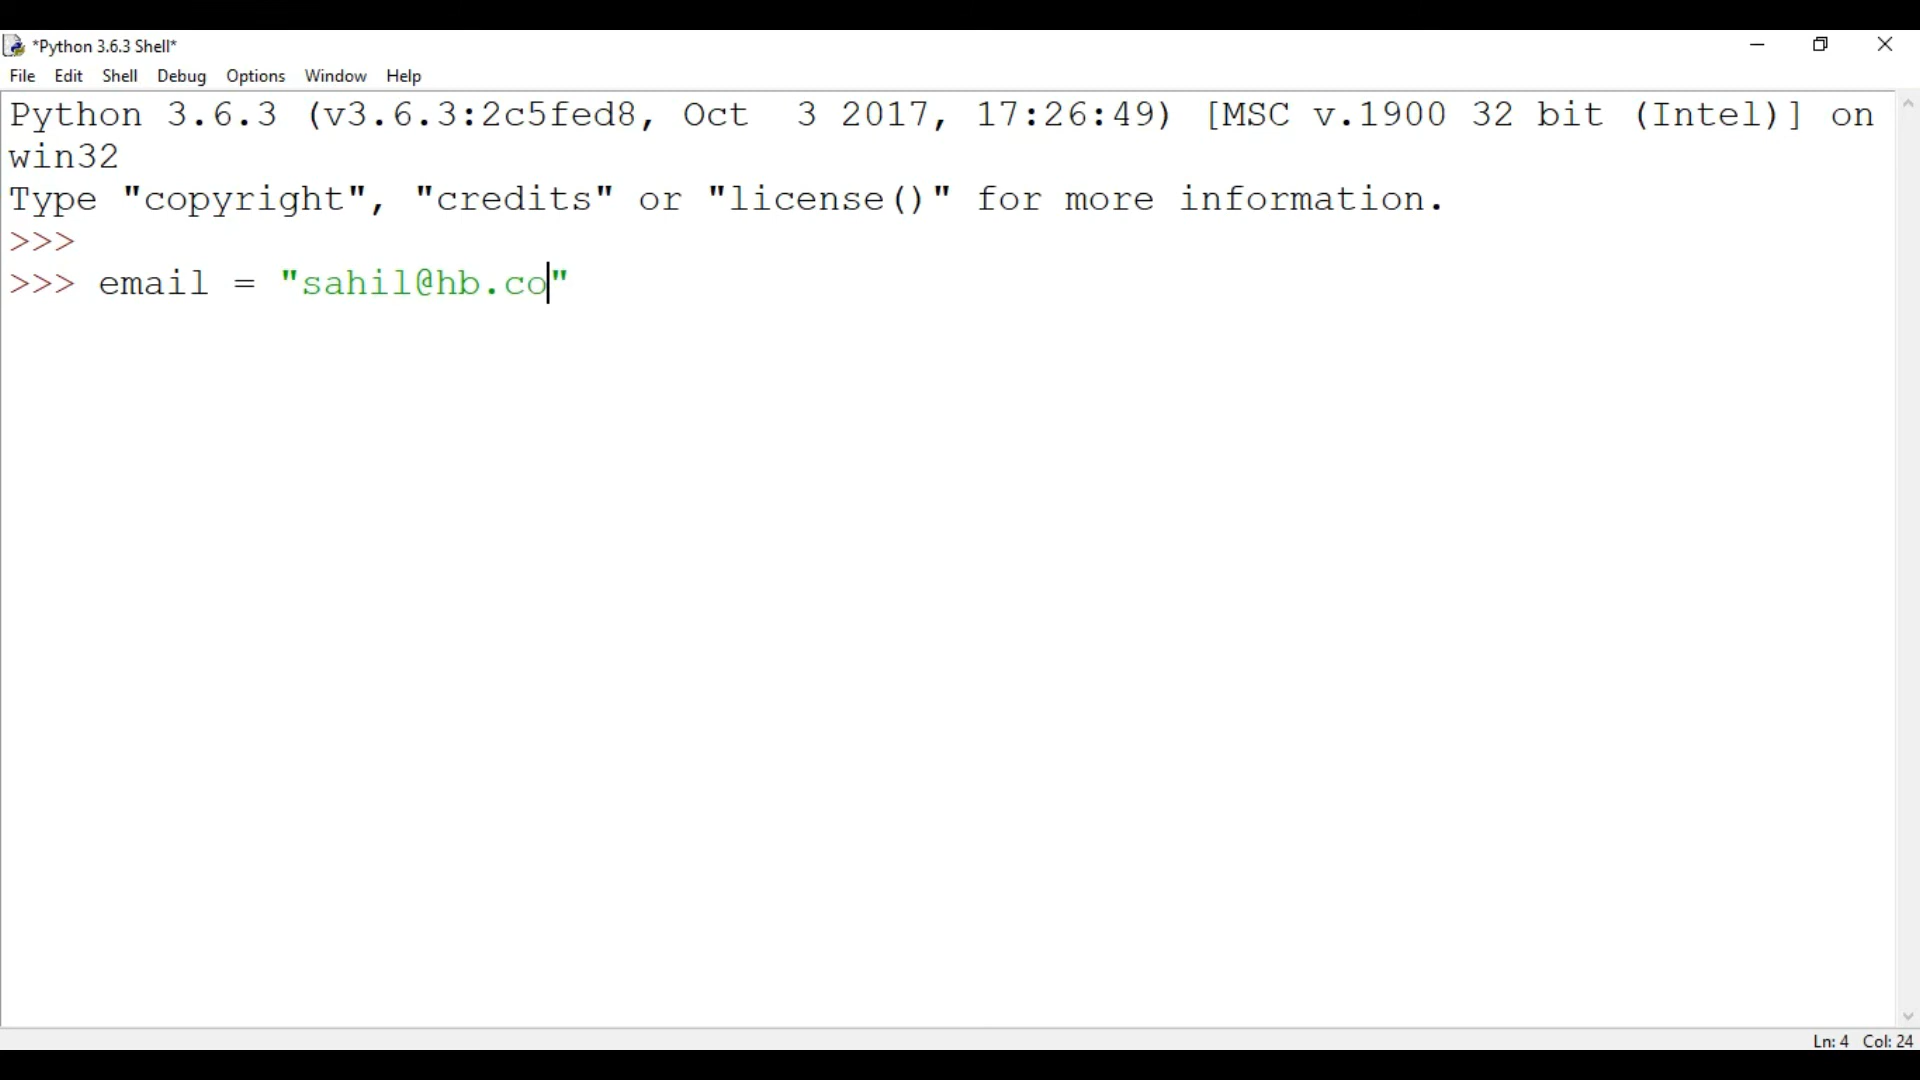 *Python 3.6.3 Shell*
File Edit Shell Debug Options Window Help
Python 3.6.3 (v3.6.3:2c5fed8, Oct  3 2017, 17:26:49) [MSC v.1900 32 bit (Intel)] on
win32
Type "copyright", "credits" or "license()" for more information.
>>>
>>> email = "sahil@hb.co"
Ln: 4 Col: 24